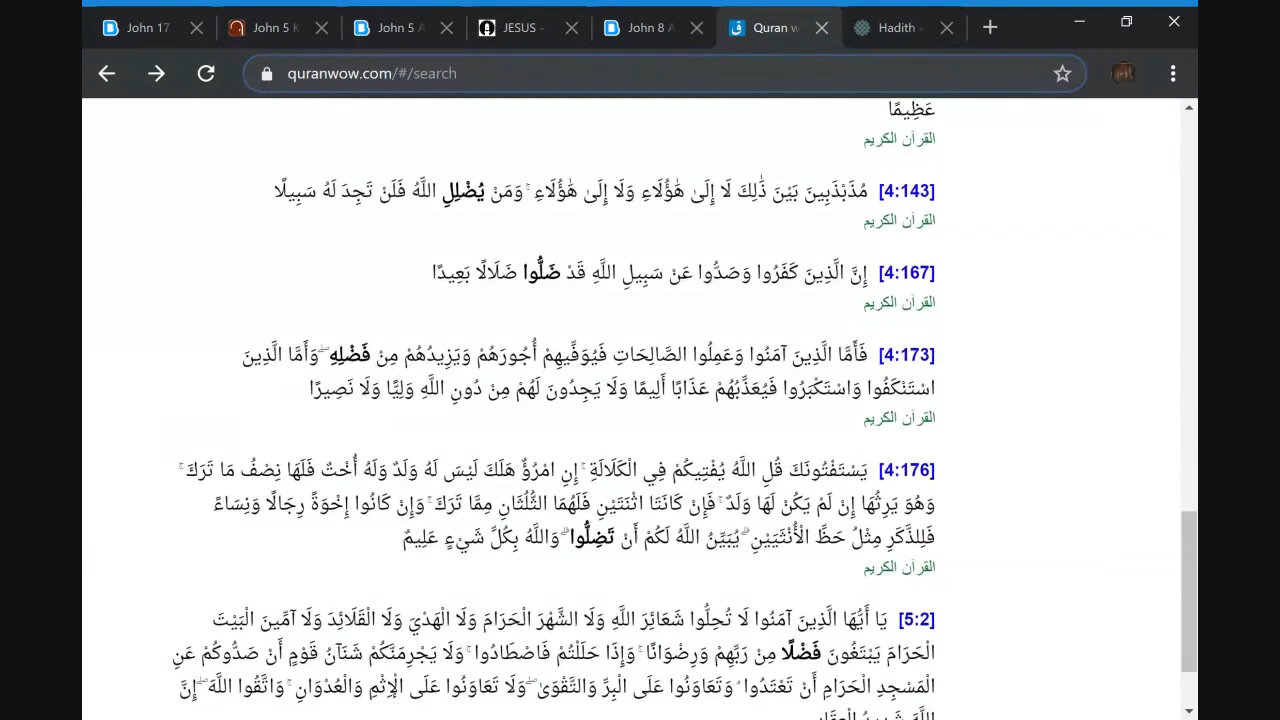 John 17
John 5 K
John 5 A
JESUS -
John 8 A
Quran w
Hadith -
quranwow.com/#/search
عَظِيمًا
القرآن الكريم
[4:143] مُذَبْذَبِينَ بَيْنَ ذَٰلِكَ لَا إِلَىٰ هَٰؤُلَاءِ وَلَا إِلَىٰ هَٰؤُلَاءِ ۚ وَمَنْ يُضْلِلِ اللَّهُ فَلَنْ تَجِدَ لَهُ سَبِيلًا
القرآن الكريم
[4:167] إِنَّ الَّذِينَ كَفَرُوا وَصَدُّوا عَنْ سَبِيلِ اللَّهِ قَدْ ضَلُّوا ضَلَالًا بَعِيدًا
القرآن الكريم
[4:173] فَأَمَّا الَّذِينَ آمَنُوا وَعَمِلُوا الصَّالِحَاتِ فَيُوَفِّيهِمْ أُجُورَهُمْ وَيَزِيدُهُمْ مِنْ فَضْلِهِ ۖ وَأَمَّا الَّذِينَ
اسْتَنْكَفُوا وَاسْتَكْبَرُوا فَيُعَذِّبُهُمْ عَذَابًا أَلِيمًا وَلَا يَجِدُونَ لَهُمْ مِنْ دُونِ اللَّهِ وَلِيًّا وَلَا نَصِيرًا
القرآن الكريم
[4:176] يَسْتَفْتُونَكَ قُلِ اللَّهُ يُفْتِيكُمْ فِي الْكَلَالَةِ ۚ إِنِ امْرُؤٌ هَلَكَ لَيْسَ لَهُ وَلَدٌ وَلَهُ أُخْتٌ فَلَهَا نِصْفُ مَا تَرَكَ ۚ
وَهُوَ يَرِثُهَا إِنْ لَمْ يَكُنْ لَهَا وَلَدٌ ۚ فَإِنْ كَانَتَا اثْنَتَيْنِ فَلَهُمَا الثُّلُثَانِ مِمَّا تَرَكَ ۚ وَإِنْ كَانُوا إِخْوَةً رِجَالًا وَنِسَاءً
فَلِلذَّكَرِ مِثْلُ حَظِّ الْأُنْثَيَيْنِ ۗ يُبَيِّنُ اللَّهُ لَكُمْ أَنْ تَضِلُّوا ۗ وَاللَّهُ بِكُلِّ شَيْءٍ عَلِيمٌ
القرآن الكريم
[5:2] يَا أَيُّهَا الَّذِينَ آمَنُوا لَا تُحِلُّوا شَعَائِرَ اللَّهِ وَلَا الشَّهْرَ الْحَرَامَ وَلَا الْهَدْيَ وَلَا الْقَلَائِدَ وَلَا آمِّينَ الْبَيْتَ
الْحَرَامَ يَبْتَغُونَ فَضْلًا مِنْ رَبِّهِمْ وَرِضْوَانًا ۚ وَإِذَا حَلَلْتُمْ فَاصْطَادُوا ۚ وَلَا يَجْرِمَنَّكُمْ شَنَآنُ قَوْمٍ أَنْ صَدُّوكُمْ عَنِ
الْمَسْجِدِ الْحَرَامِ أَنْ تَعْتَدُوا ۘ وَتَعَاوَنُوا عَلَى الْبِرِّ وَالتَّقْوَىٰ ۖ وَلَا تَعَاوَنُوا عَلَى الْإِثْمِ وَالْعُدْوَانِ ۚ وَاتَّقُوا اللَّهَ ۖ إِنَّ